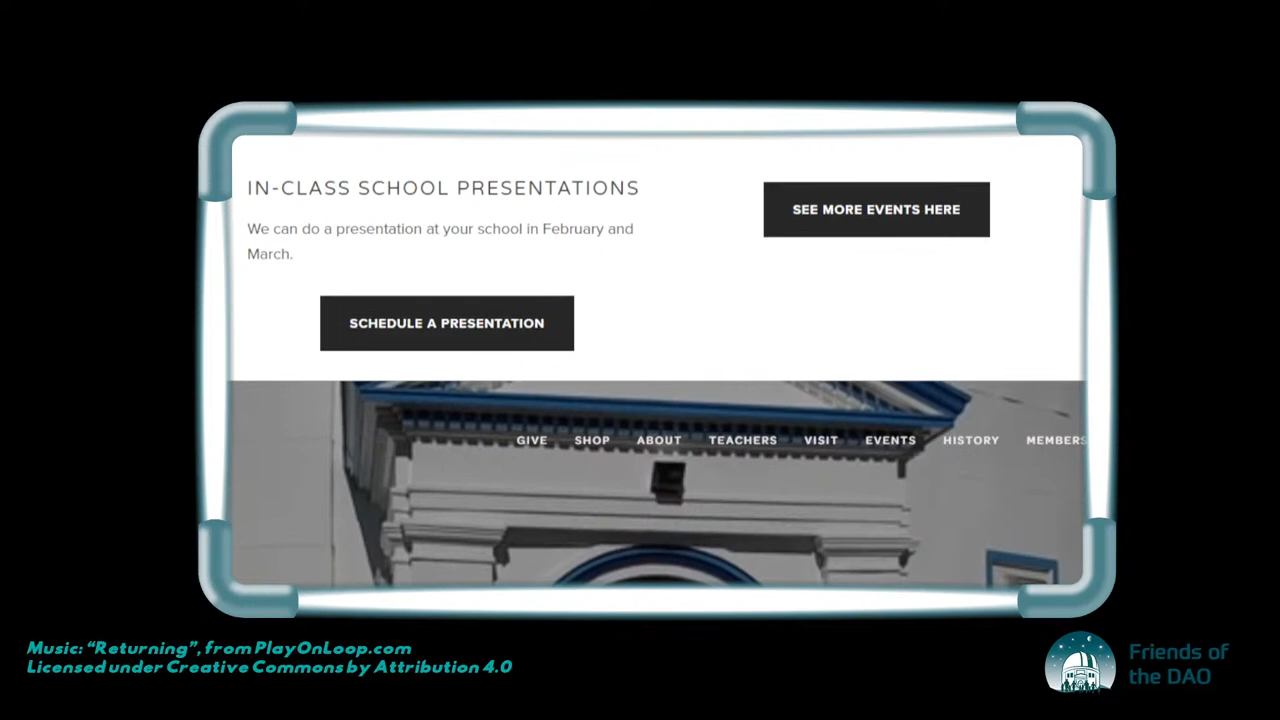 IN-CLASS SCHOOL PRESENTATIONS
We can do a presentation at your school in February and
March.
SCHEDULE A PRESENTATION
SEE MORE EVENTS HERE
GIVE SHOP ABOUT TEACHERS VISIT EVENTS HISTORY MEMBERS
Music: “Returning”, from PlayOnLoop.com
Licensed under Creative Commons by Attribution 4.0
Friends of
the DAO